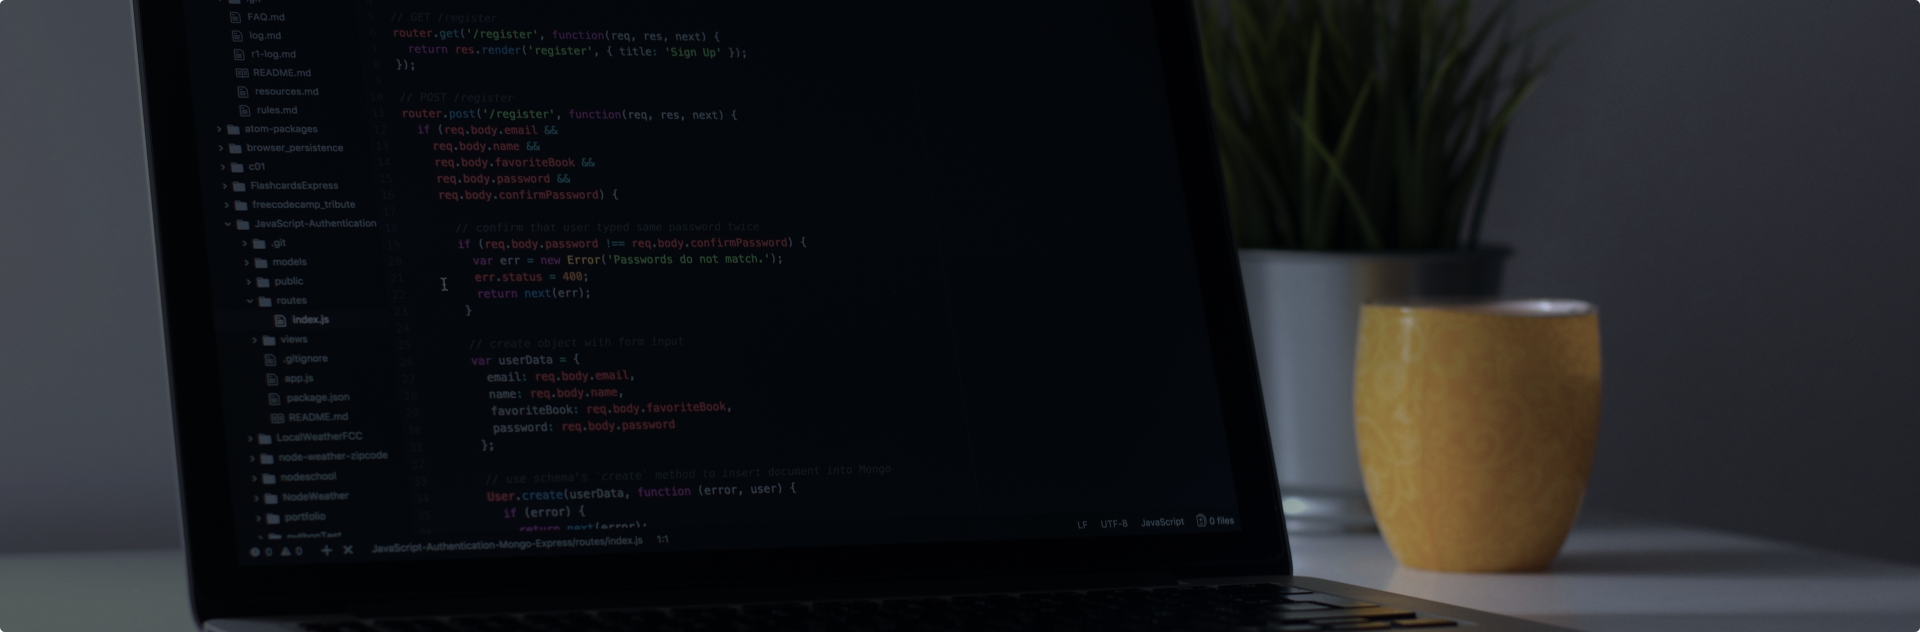 FAQ.md
log.md
r1-log.md
README.md
resources.md
rules.md
atom-packages
browser_persistence
c01
FlashcardsExpress
freecodecamp_tribute
JavaScript-Authentication
.git
models
public
routes
index.js
views
.gitignore
app.js
package.json
README.md
LocalWeatherFCC
node-weather-zipcode
nodeschool
NodeWeather
portfolio
pythonTest
// GET /register
router.get('/register', function(req, res, next) {
return res.render('register', { title: 'Sign Up' });
});
// POST /register
router.post('/register', function(req, res, next) {
if (req.body.email &&
req.body.name &&
req.body.favoriteBook &&
req.body.password &&
req.body.confirmPassword) {
// confirm that user typed same password twice
if (req.body.password !== req.body.confirmPassword) {
var err = new Error('Passwords do not match.');
err.status = 400;
return next(err);
}
// create object with form input
var userData = {
email: req.body.email,
name: req.body.name,
favoriteBook: req.body.favoriteBook,
password: req.body.password
};
// use schema's `create` method to insert document into Mongo
User.create(userData, function (error, user) {
if (error) {
return next(error);
0 0 JavaScript-Authentication-Mongo-Express/routes/index.js 1:1 LF UTF-8 JavaScript 0 files